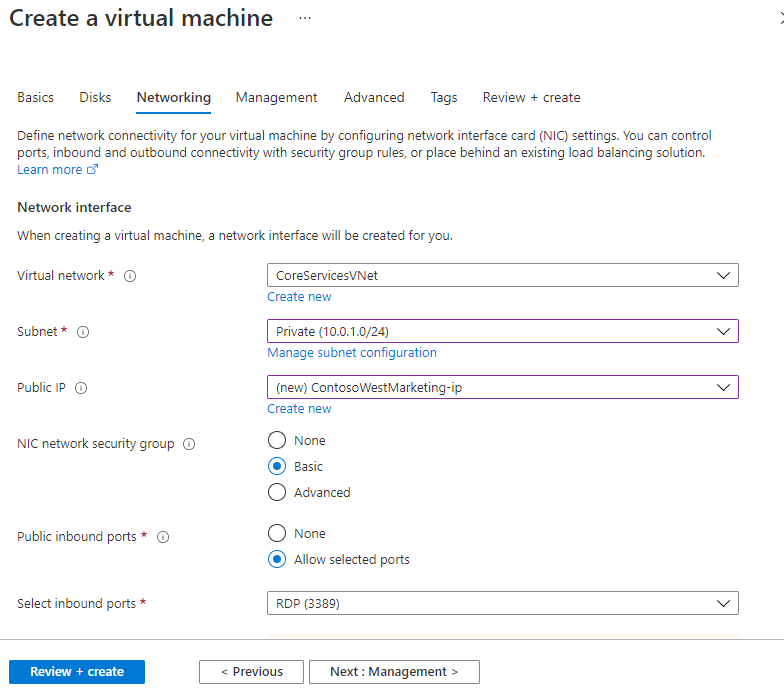 Create a virtual machine ...
Basics Disks Networking Management Advanced Tags Review + create
Define network connectivity for your virtual machine by configuring network interface card (NIC) settings. You can control
ports, inbound and outbound connectivity with security group rules, or place behind an existing load balancing solution.
Learn more
Network interface
When creating a virtual machine, a network interface will be created for you.
Virtual network *
CoreServicesVNet
Create new
Subnet *
Private (10.0.1.0/24)
Manage subnet configuration
Public IP
(new) ContosoWestMarketing-ip
Create new
NIC network security group
None
Basic
Advanced
Public inbound ports *
None
Allow selected ports
Select inbound ports *
RDP (3389)
Review + create
< Previous
Next : Management >